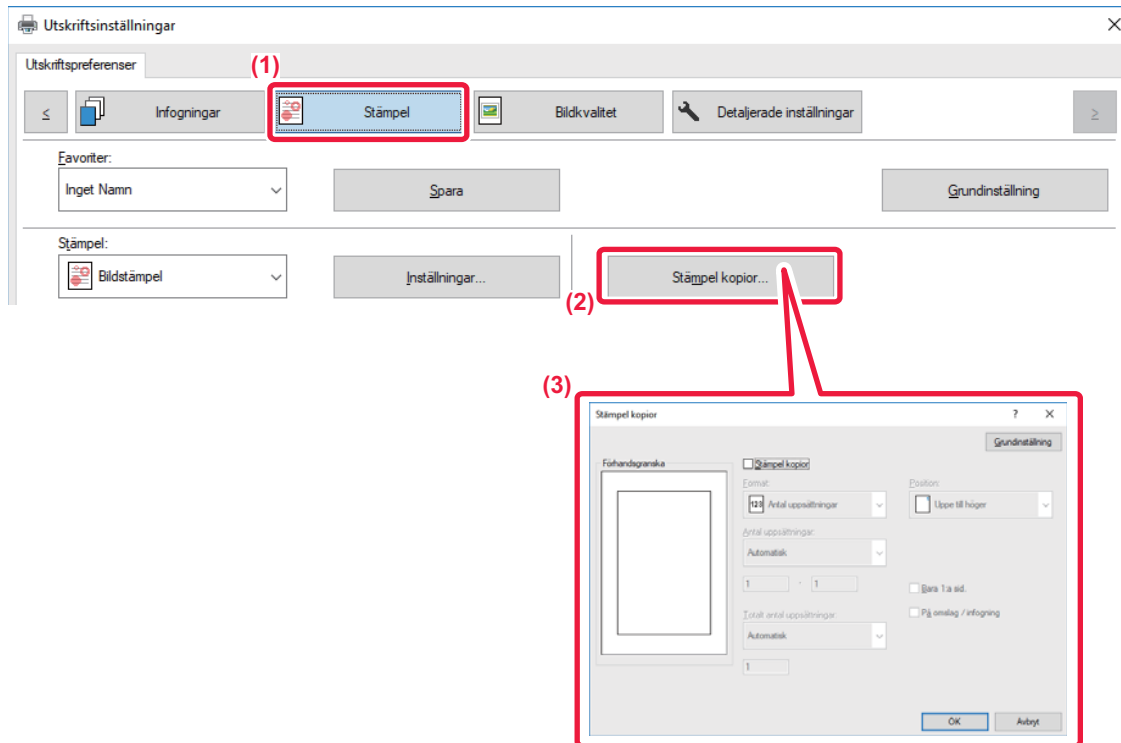 Utskriftsinställningar
Utskriftspreferenser
(1)
≤ Infogningar Stämpel Bildkvalitet Detaljerade inställningar ≥
Favoriter:
Inget Namn Spara Grundinställning
Stämpel:
Bildstämpel Inställningar... Stämpel kopior...
(2)
(3)
Stämpel kopior ? ×
Grundinställning
Förhandsgranska Stämpel kopior
Format: Position:
123 Antal uppsättningar Uppe till höger
Antal uppsättningar:
Automatisk
1 - 1 Bara 1:a sid.
Totalt antal uppsättningar: På omslag / infogning
Automatisk
1
OK Avbryt